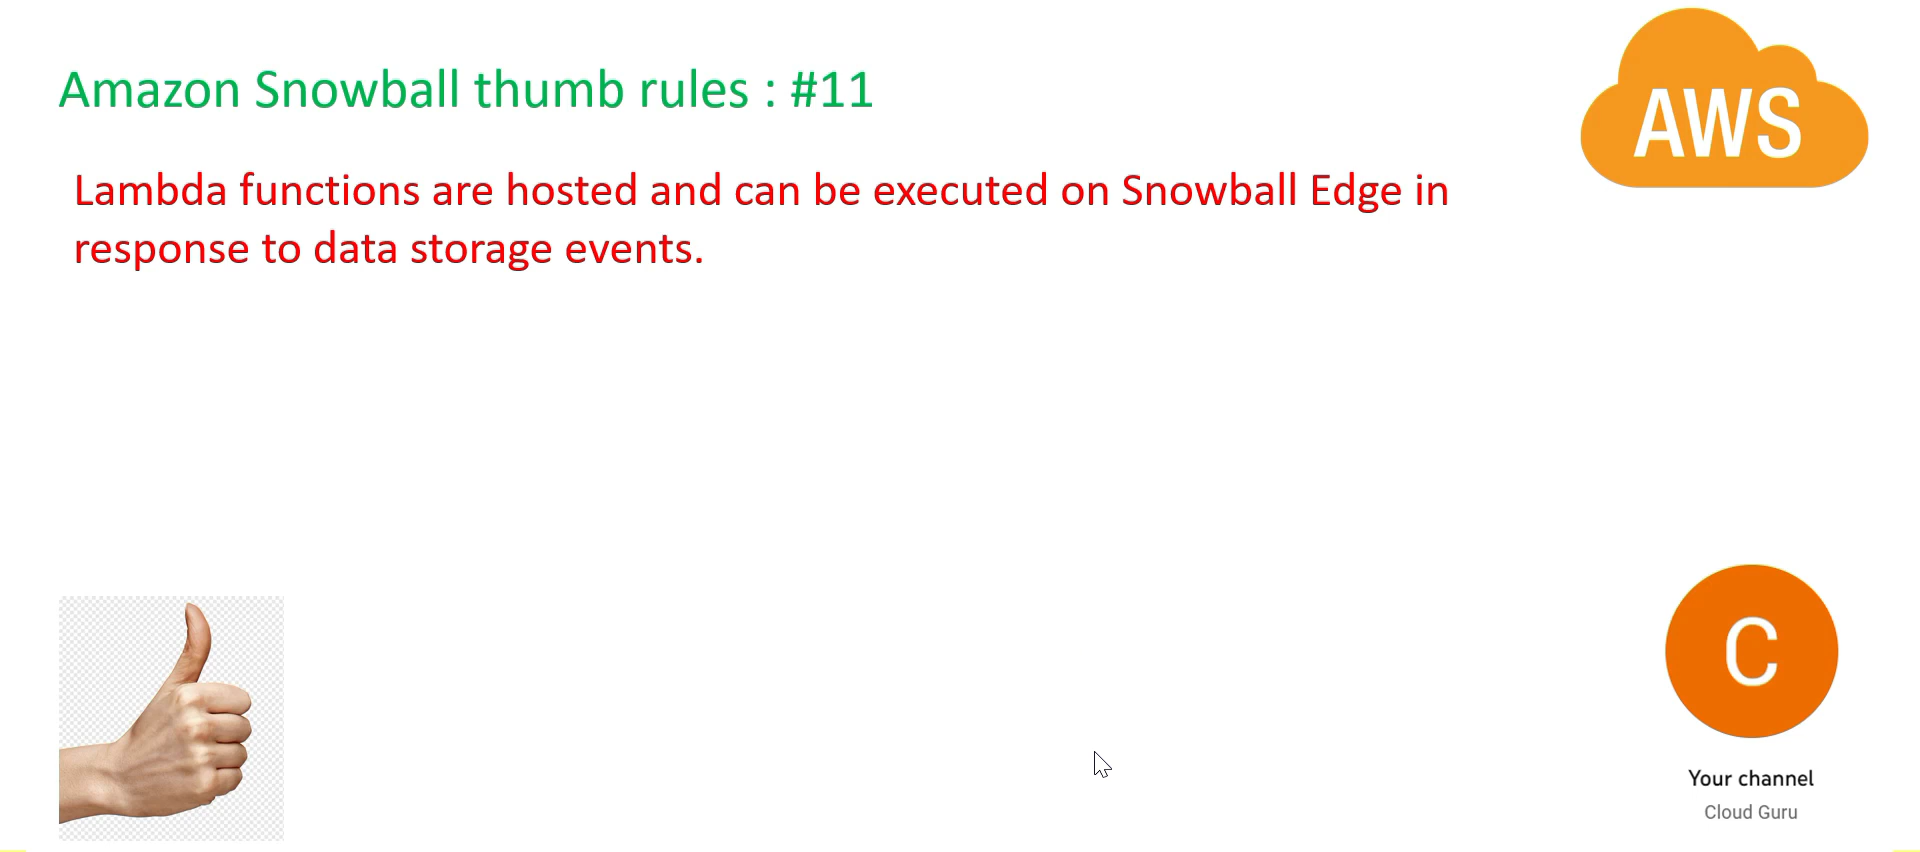 Amazon Snowball thumb rules : #11
AWS
Lambda functions are hosted and can be executed on Snowball Edge in
response to data storage events.
C
Your channel
Cloud Guru